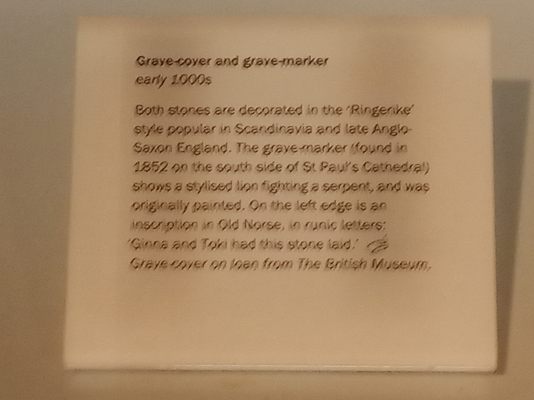 Grave-cover and grave-marker
early 1000s
Both stones are decorated in the 'Ringerike'
style popular in Scandinavia and late Anglo-
Saxon England. The grave-marker (found in
1852 on the south side of St Paul's Cathedral)
shows a stylised lion fighting a serpent, and was
originally painted. On the left edge is an
inscription in Old Norse, in runic letters:
'Ginna and Toki had this stone laid.'
Grave-cover on loan from The British Museum.